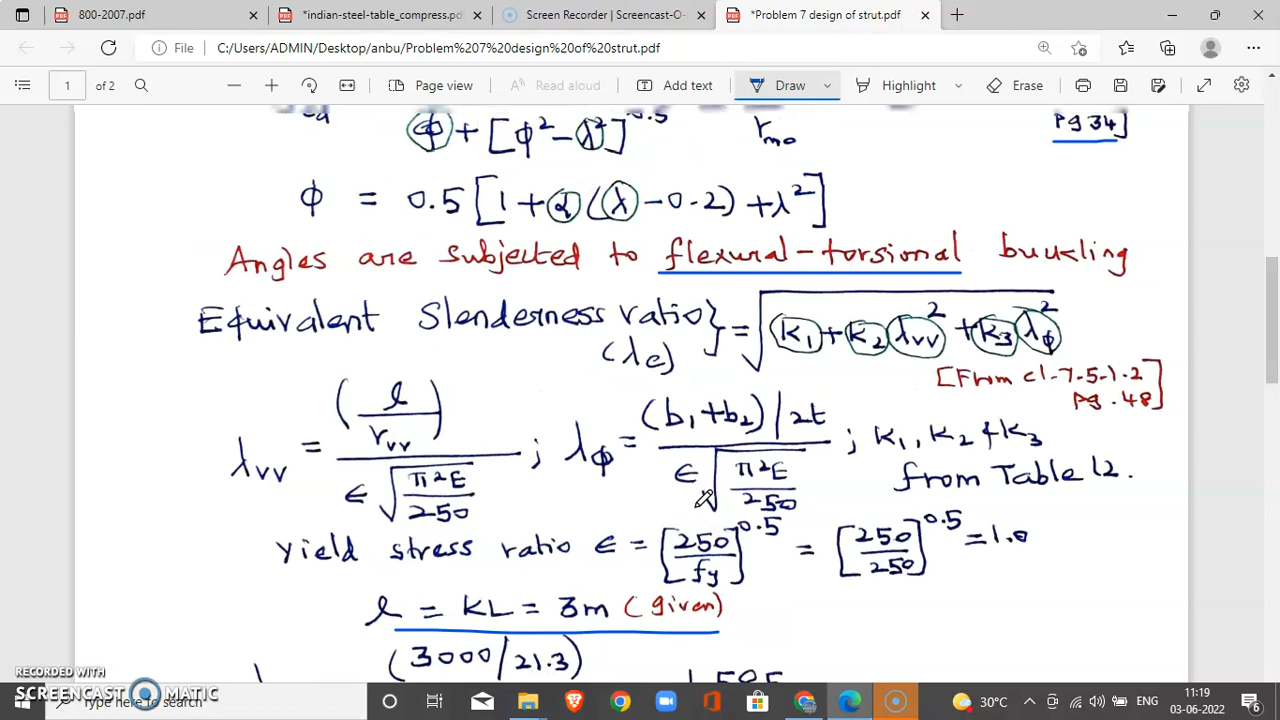 800-2007.pdf
*indian-steel-table_compress.p
Screen Recorder | Screencast-O-
*Problem 7 design of strut.pdf
File C:/Users/ADMIN/Desktop/anbu/Problem%207%20design%20of%20strut.pdf
1 of 2 Page view Read aloud Add text Draw Highlight Erase
ϕ + [ϕ² - λ²]^0.5
r_mo
Pg 34]
ϕ = 0.5 [1 + α (λ - 0.2) + λ²]
Angles are subjected to flexural-torsional buckling
Equivalent Slenderness ratio (λe) } = √(k1 + k2 λvv² + k3 λϕ²)
[From cl-7-5-1-2
Pg. 48]
λvv = (l / rvv) / (ϵ √(π²E / 250)) ; λϕ = (b1+b2)|2t / (ϵ √(π²E / 250)) ; k1, k2 & k3
from Table 12.
yield stress ratio ϵ = [250 / fy]^0.5 = [250 / 250]^0.5 = 1.0
l = KL = 3m (given)
(3000/21.3)
RECORDED WITH
SCREENCAST MATIC
Type here to search
30°C
ENG
11:19
03-06-2022
6